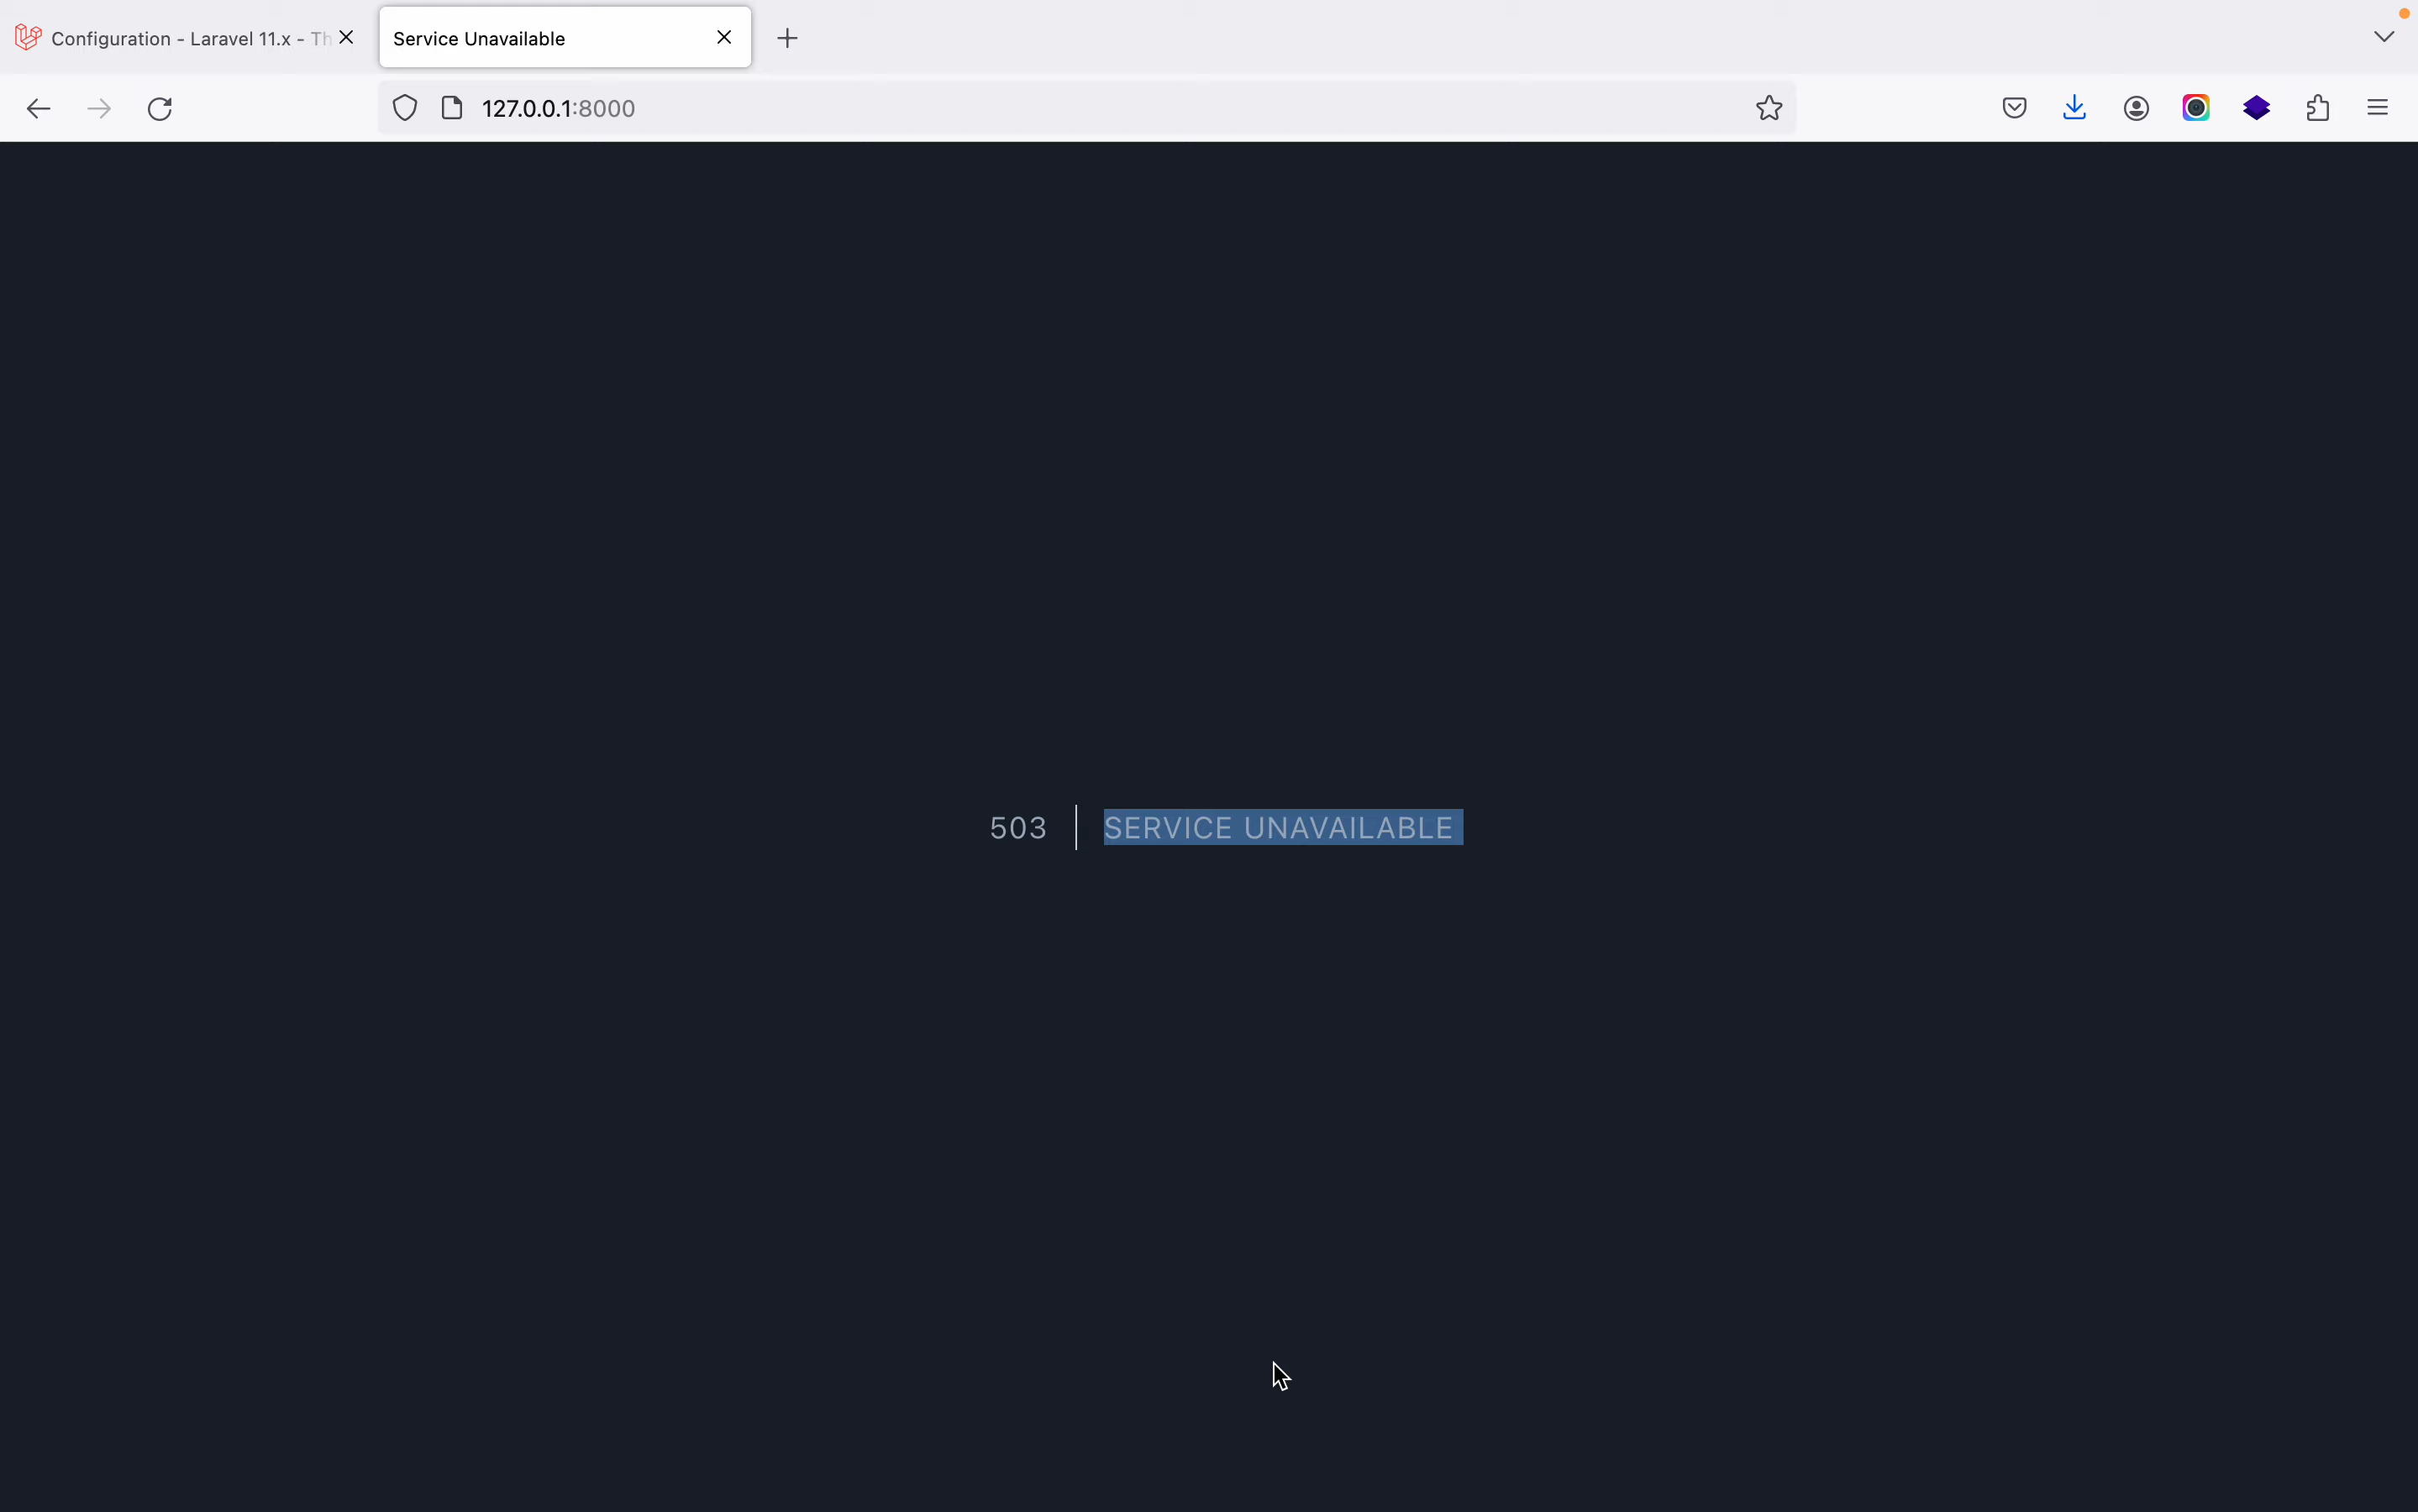 Configuration - Laravel 11.x - Th
Service Unavailable
127.0.0.1:8000
503
SERVICE UNAVAILABLE